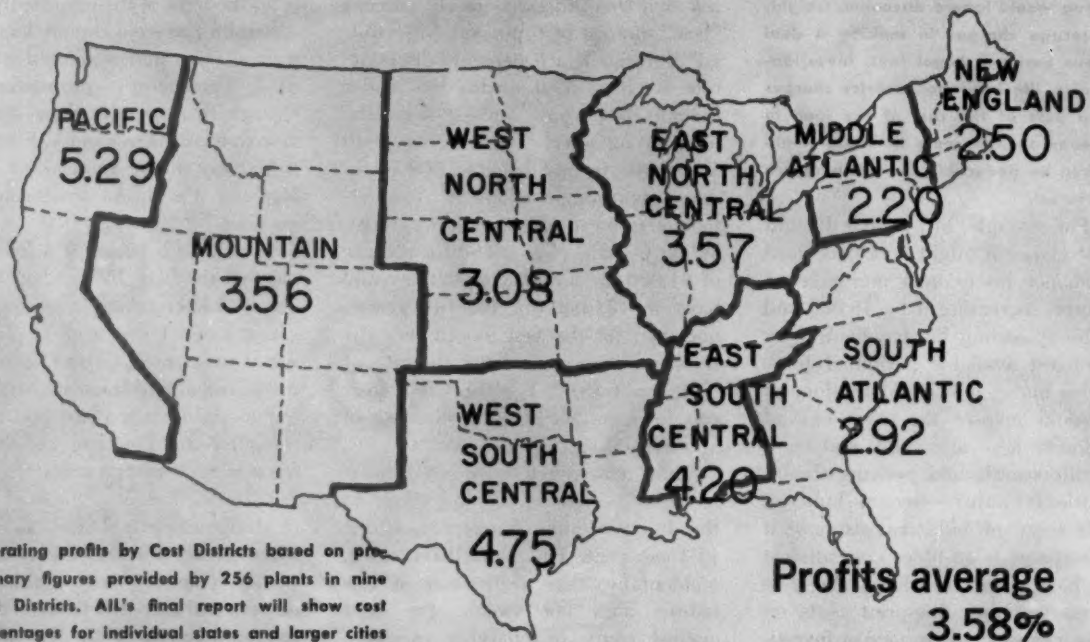 PACIFIC
5.29
MOUNTAIN
3.56
WEST
NORTH
CENTRAL
3.08
EAST
NORTH
CENTRAL
3.57
MIDDLE
ATLANTIC
2.20
NEW
ENGLAND
2.50
WEST
SOUTH
CENTRAL
4.75
EAST
SOUTH
CENTRAL
4.20
SOUTH
ATLANTIC
2.92
rating profits by Cost Districts based on pre-
nary figures provided by 256 plants in nine
Districts. AIL's final report will show cost
entages for individual states and larger cities
Profits average
3.58%